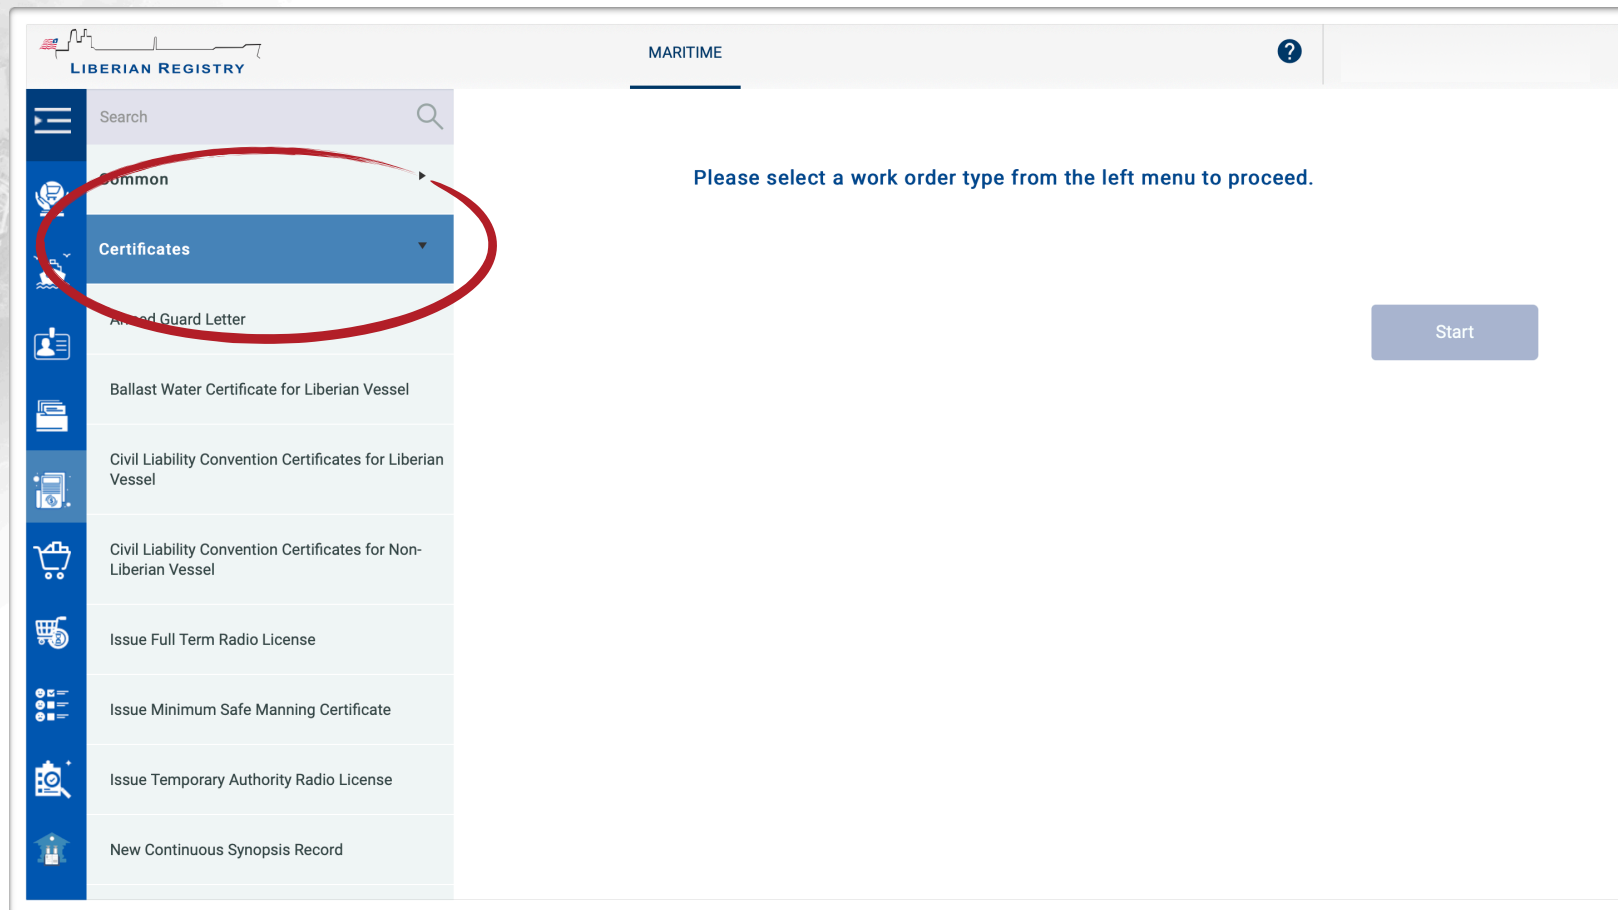 LIBERIAN REGISTRY
MARITIME
?
Search
Common
Certificates
Armed Guard Letter
Ballast Water Certificate for Liberian Vessel
Civil Liability Convention Certificates for Liberian
Vessel
Civil Liability Convention Certificates for Non-
Liberian Vessel
Issue Full Term Radio License
Issue Minimum Safe Manning Certificate
Issue Temporary Authority Radio License
New Continuous Synopsis Record
Please select a work order type from the left menu to proceed.
Start